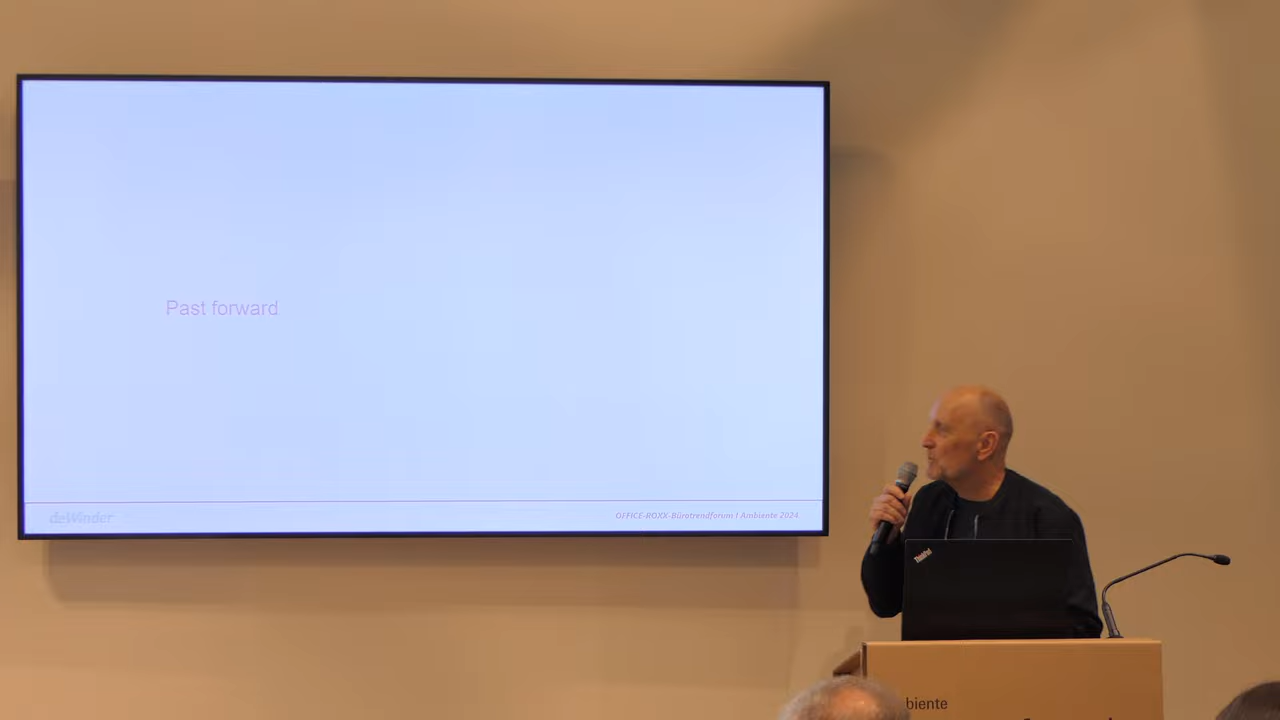 Past forward
deWinder
OFFICE-ROXX-Bürotrendforum I Ambiente 2024
ThinkPad
biente